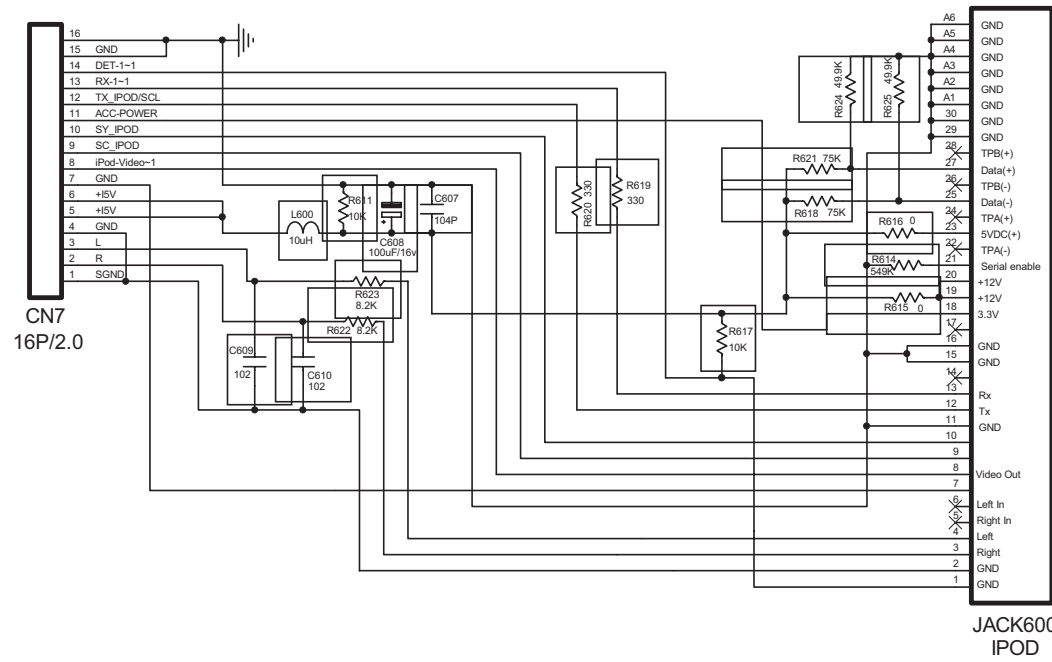 16
15 GND
14 DET-1~1
13 RX-1~1
12 TX_IPOD/SCL
11 ACC-POWER
10 SY_IPOD
9 SC_IPOD
8 iPod-Video~1
7 GND
6 +I5V
5 +I5V
4 GND
3 L
2 R
1 SGND
CN7
16P/2.0
L600
10uH
R611
10K
C608
100uF/16v
+
C607
104P
R623
8.2K
R622 8.2K
C609
102
C610
102
R620 330
R619
330
R617
10K
R624 49.9K
R625 49.9K
R621 75K
R618 75K
R616 0
R614
549K
R615 0
A6 GND
A5 GND
A4 GND
A3 GND
A2 GND
A1 GND
30 GND
29 GND
28 TPB(+)
27 Data(+)
26 TPB(-)
25 Data(-)
24 TPA(+)
23 5VDC(+)
22 TPA(-)
21 Serial enable
20 +12V
19 +12V
18 3.3V
17
16 GND
15 GND
14
13 Rx
12 Tx
11 GND
10
9
8 Video Out
7
6 Left In
5 Right In
4 Left
3 Right
2 GND
1 GND
JACK600
IPOD